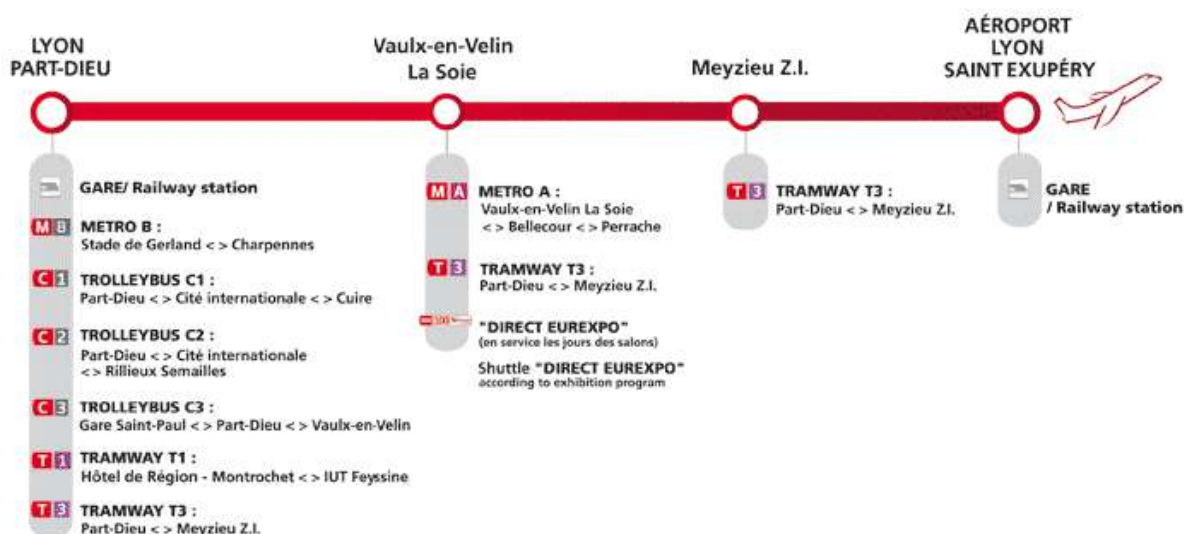 LYON
PART-DIEU
Vaulx-en-Velin
La Soie
Meyzieu Z.I.
AÉROPORT
LYON
SAINT EXUPÉRY
GARE/ Railway station
M B METRO B :
Stade de Gerland < > Charpennes
C 1 TROLLEYBUS C1 :
Part-Dieu < > Cité internationale < > Cuire
C 2 TROLLEYBUS C2 :
Part-Dieu < > Cité internationale
< > Rillieux Semailles
C 3 TROLLEYBUS C3 :
Gare Saint-Paul < > Part-Dieu < > Vaulx-en-Velin
T 1 TRAMWAY T1 :
Hôtel de Région - Montrochet < > IUT Feyssine
T 3 TRAMWAY T3 :
Part-Dieu < > Meyzieu Z.I.
M A METRO A :
Vaulx-en-Velin La Soie
< > Bellecour < > Perrache
T 3 TRAMWAY T3 :
Part-Dieu < > Meyzieu Z.I.
"DIRECT EUREXPO"
(en service les jours des salons)
Shuttle "DIRECT EUREXPO"
according to exhibition program
T 3 TRAMWAY T3 :
Part-Dieu < > Meyzieu Z.I.
GARE
/ Railway station